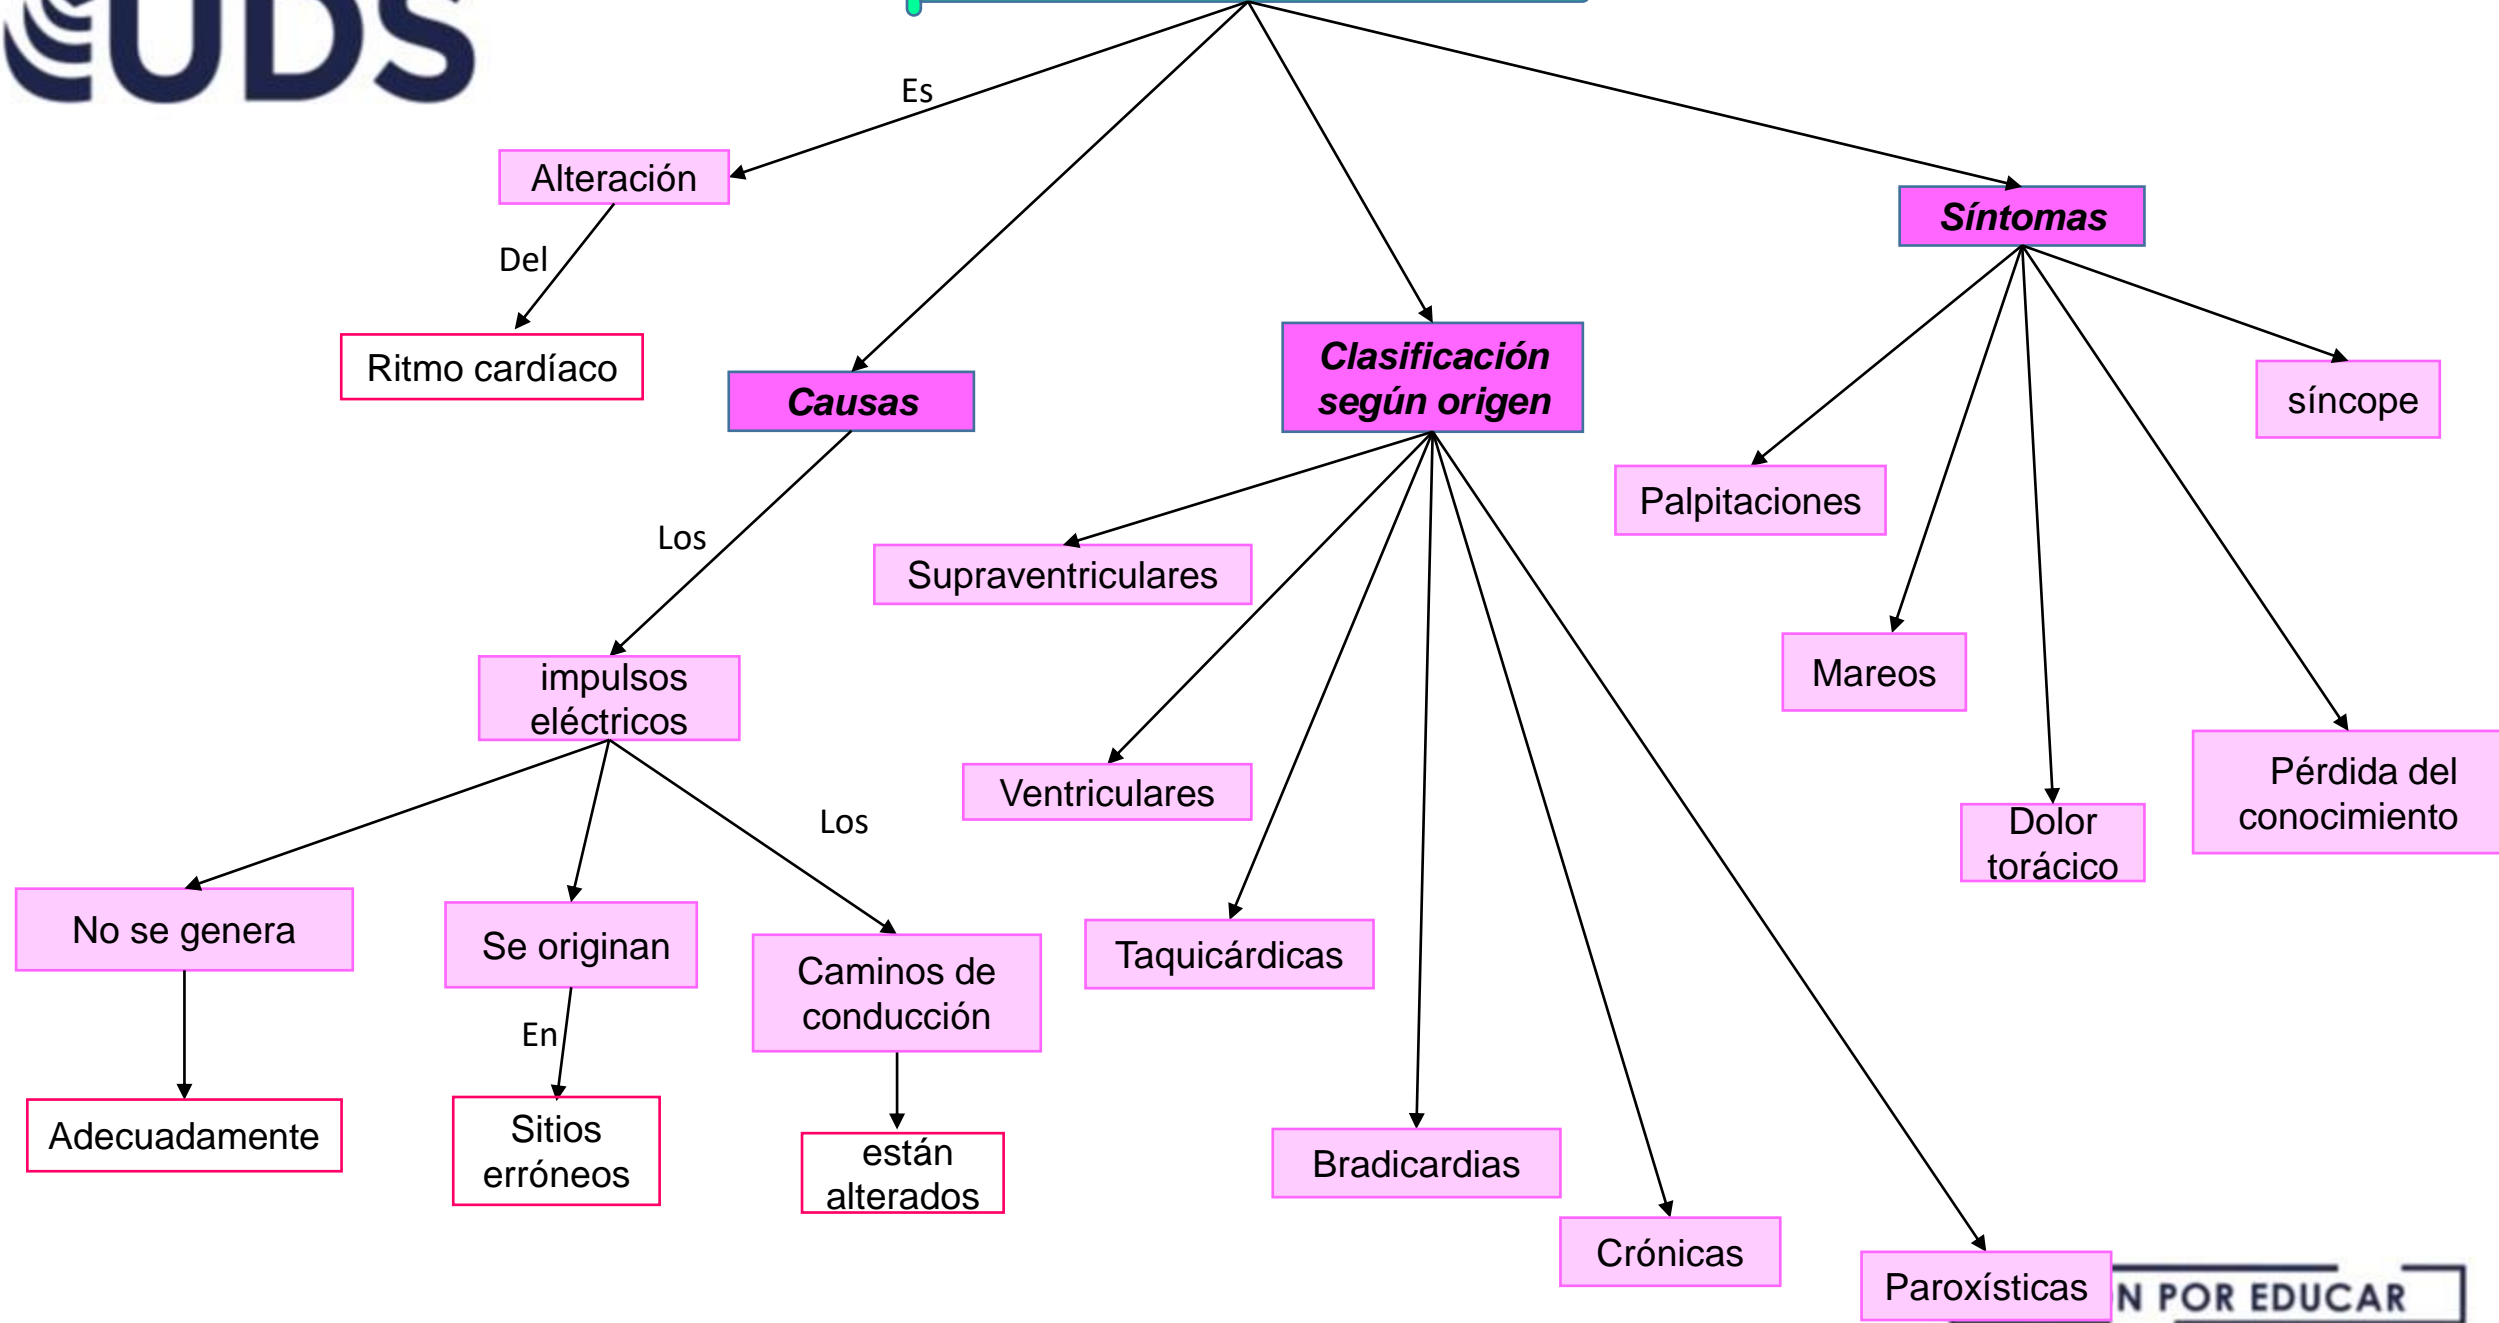 UDS
Es
Alteración
Síntomas
Del
Ritmo cardíaco
Clasificación
según origen
Causas
síncope
Palpitaciones
Los
Supraventriculares
impulsos
eléctricos
Mareos
Ventriculares
Pérdida del
conocimiento
Los
Dolor
torácico
No se genera
Se originan
Caminos de
conducción
Taquicárdicas
En
Adecuadamente
Sitios
erróneos
están
alterados
Bradicardias
Crónicas
Paroxísticas
N POR EDUCAR